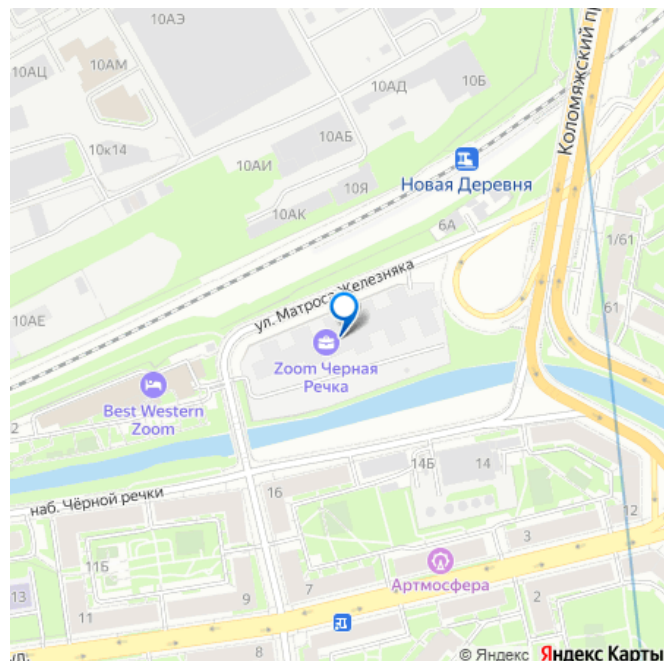 10АЭ
Коломяжский пр
10АЦ
10АМ
10АД
10Б
10к14
10АБ
10АИ
10Я
Новая Деревня
10АК
6А
1/61
ул. Матроса Железняка
10АЕ
61
Zoom Черная
Речка
Best Western
Zoom
2
14Б
14
16
наб. Чёрной речки
12
3
11Б
Артмосфера
13
7
9
2
11
8
ул.
© Яндекс Яндекс Карты